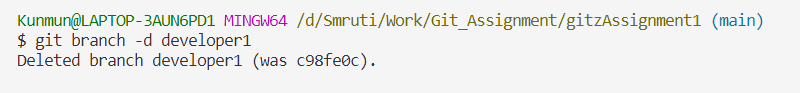 Kunmun@LAPTOP-3AUN6PD1 MINGW64 /d/Smruti/Work/Git_Assignment/gitzAssignment1 (main)
$ git branch -d developer1
Deleted branch developer1 (was c98fe0c).